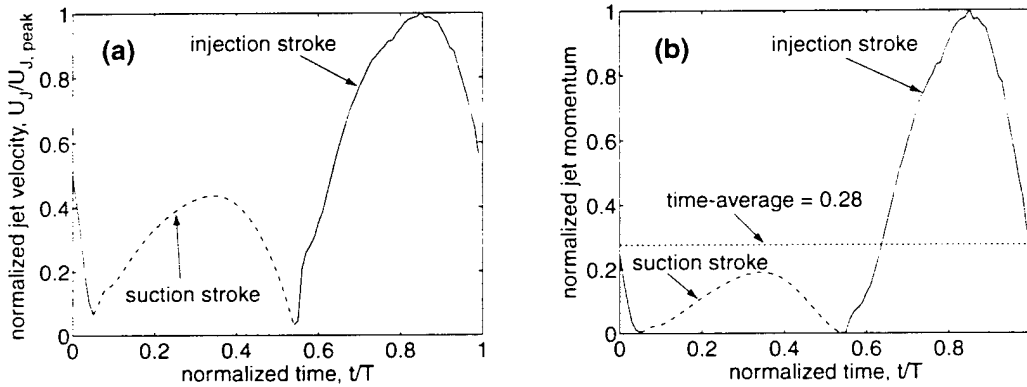 (a)
injection stroke
suction stroke
normalized jet velocity, U_J/U_J, peak
1
0.8
0.6
0.4
0.2
0
0
0.2
0.4
0.6
0.8
1
normalized time, t/T
(b)
injection stroke
time-average = 0.28
suction stroke
normalized jet momentum
1
0.8
0.6
0.4
0.2
0
0
0.2
0.4
0.6
0.8
1
normalized time, t/T